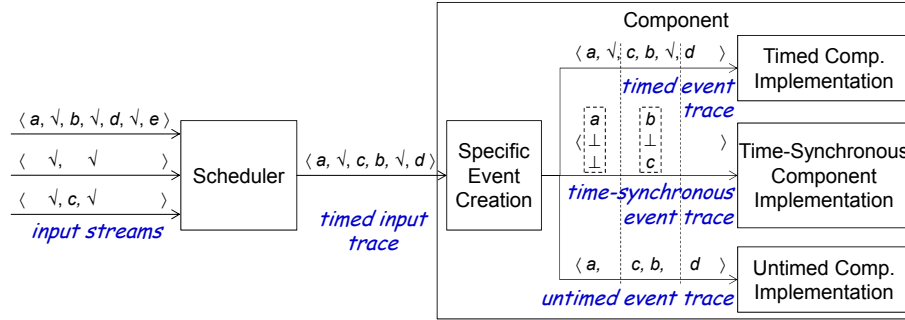 Component
⟨ a, √, b, √, d, √, e ⟩
⟨ √, √ ⟩
⟨ √, c, √ ⟩
input streams
Scheduler
⟨ a, √, c, b, √, d ⟩
timed input
trace
Specific
Event
Creation
⟨ a, √, c, b, √, d ⟩
timed event
trace
Timed Comp.
Implementation
a b
⟨ ⊥ ⊥ ⟩
⊥ c
time-synchronous
event trace
Time-Synchronous
Component
Implementation
⟨ a, c, b, d ⟩
untimed event trace
Untimed Comp.
Implementation